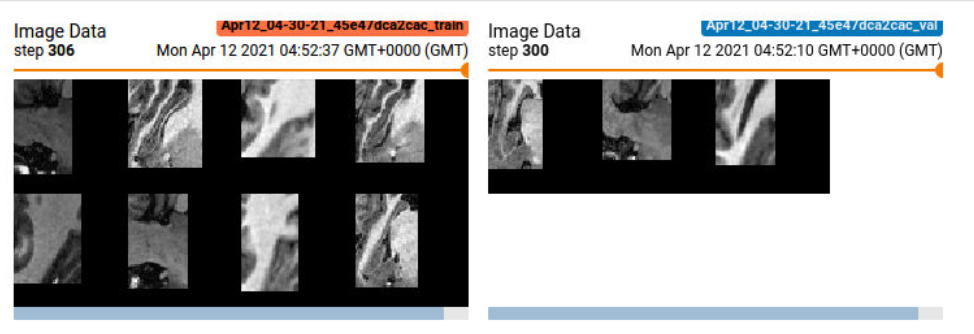 Apr12_04-30-21_45e47dca2cac_train
Image Data
step 306
Mon Apr 12 2021 04:52:37 GMT+0000 (GMT)
Apr12_04-30-21_45e47dca2cac_val
Image Data
step 300
Mon Apr 12 2021 04:52:10 GMT+0000 (GMT)